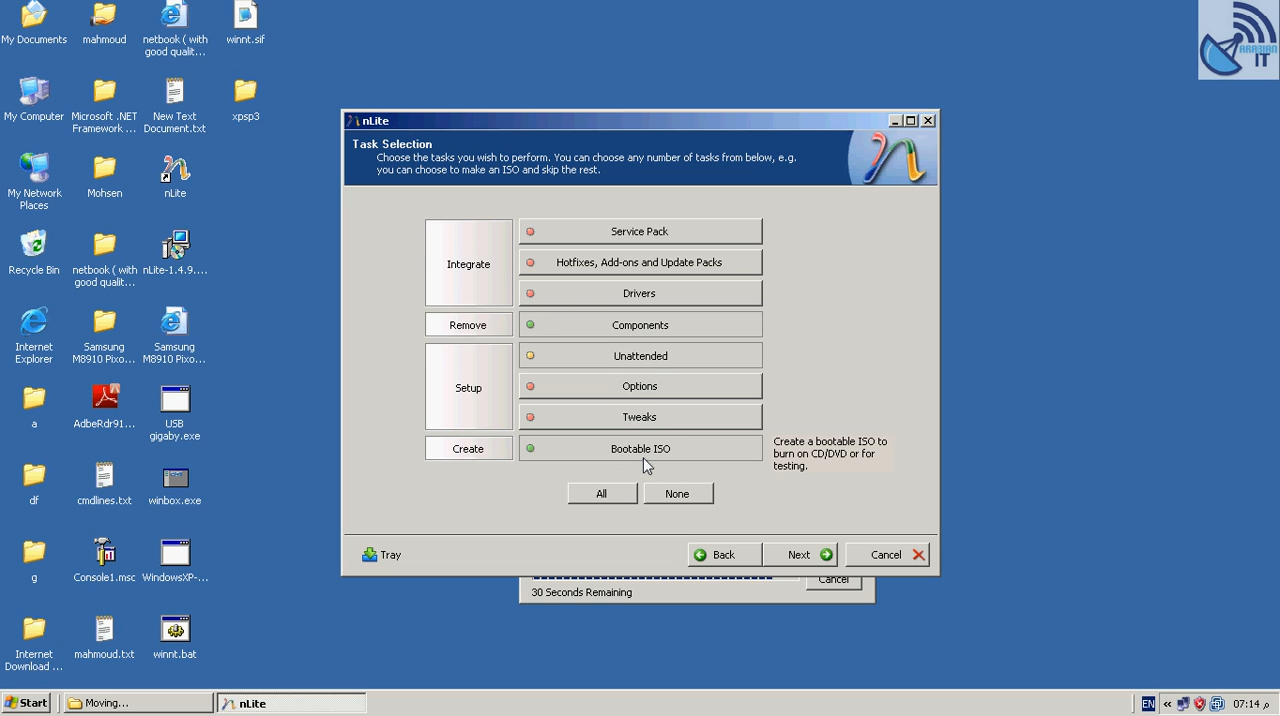 My Documents
mahmoud
netbook ( with
good qualit...
winnt.sif
My Computer
Microsoft .NET
Framework ...
New Text
Document.txt
xpsp3
My Network
Places
Mohsen
nLite
Recycle Bin
netbook ( with
good qualit...
nLite-1.4.9....
Internet
Explorer
Samsung
M8910 Pixo...
Samsung
M8910 Pixo...
a
AdbeRdr91...
USB
gigaby.exe
df
cmdlines.txt
winbox.exe
g
Console1.msc
WindowsXP-...
Internet
Download ...
mahmoud.txt
winnt.bat
ARABIAN
IT
nLite
Task Selection
Choose the tasks you wish to perform. You can choose any number of tasks from below, e.g.
you can choose to make an ISO and skip the rest.
Integrate
Service Pack
Hotfixes, Add-ons and Update Packs
Drivers
Remove
Components
Setup
Unattended
Options
Tweaks
Create
Bootable ISO
Create a bootable ISO to
burn on CD/DVD or for
testing.
All
None
Tray
Back
Next
Cancel
Cancel
30 Seconds Remaining
Start
Moving...
nLite
EN
«
07:14 م